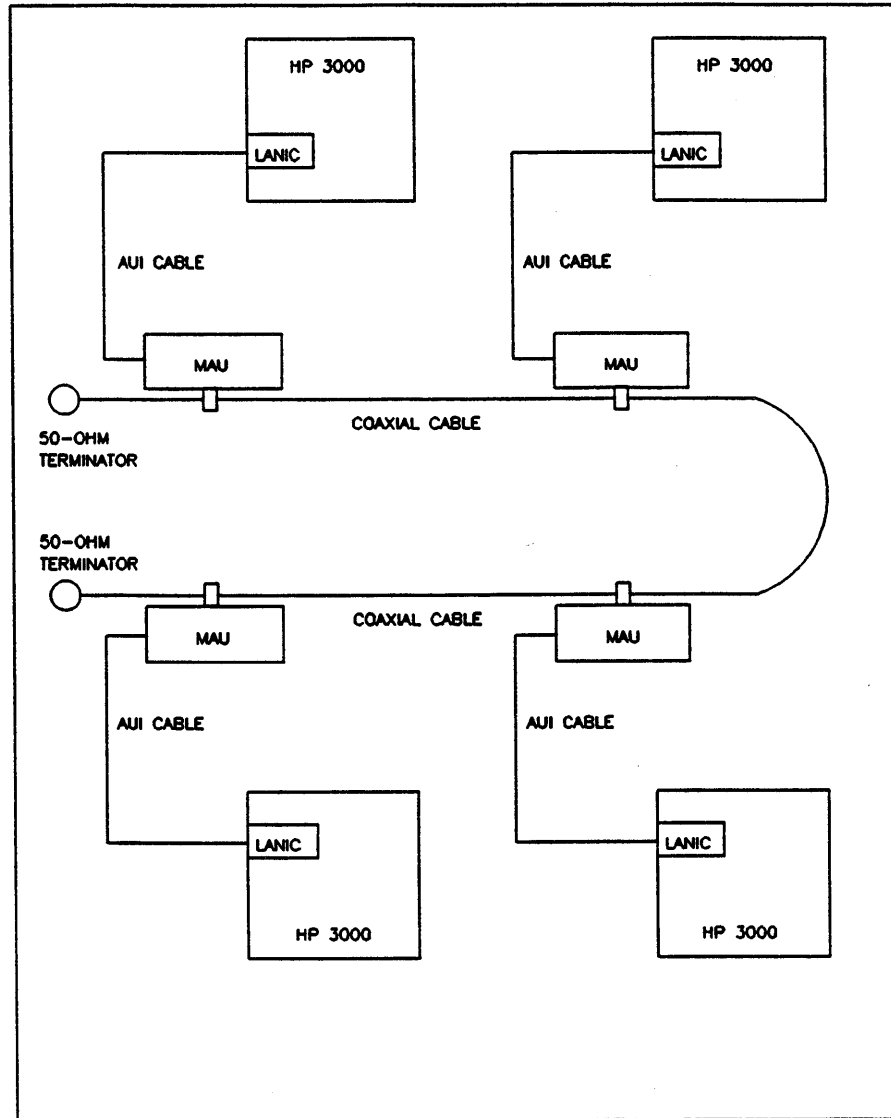 HP 3000
HP 3000
LANIC
LANIC
AUI CABLE
AUI CABLE
MAU
MAU
COAXIAL CABLE
50-OHM
TERMINATOR
50-OHM
TERMINATOR
COAXIAL CABLE
MAU
MAU
AUI CABLE
AUI CABLE
LANIC
LANIC
HP 3000
HP 3000